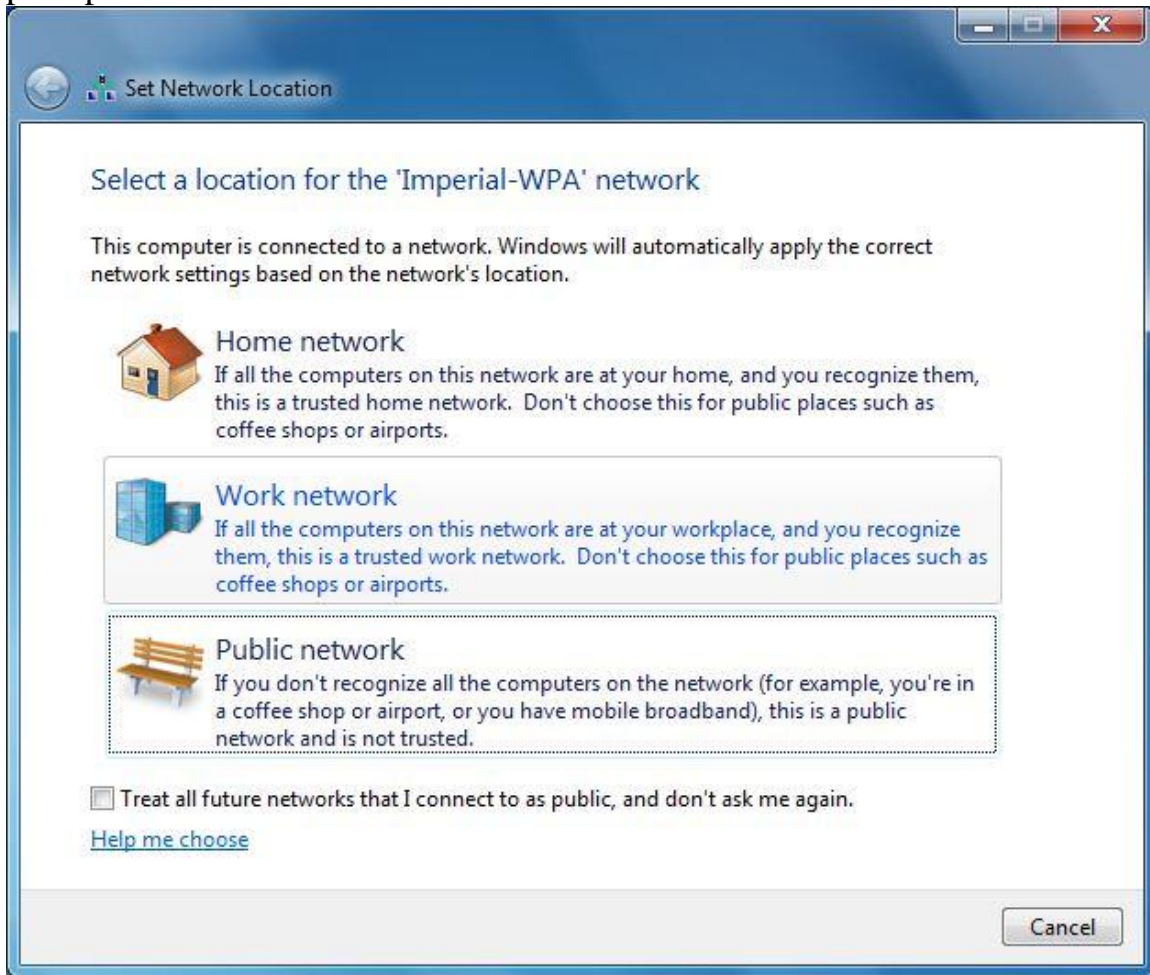 Set Network Location
Select a location for the 'Imperial-WPA' network
This computer is connected to a network. Windows will automatically apply the correct
network settings based on the network's location.
Home network
If all the computers on this network are at your home, and you recognize them,
this is a trusted home network.  Don't choose this for public places such as
coffee shops or airports.
Work network
If all the computers on this network are at your workplace, and you recognize
them, this is a trusted work network.  Don't choose this for public places such as
coffee shops or airports.
Public network
If you don't recognize all the computers on the network (for example, you're in
a coffee shop or airport, or you have mobile broadband), this is a public
network and is not trusted.
Treat all future networks that I connect to as public, and don't ask me again.
Help me choose
Cancel